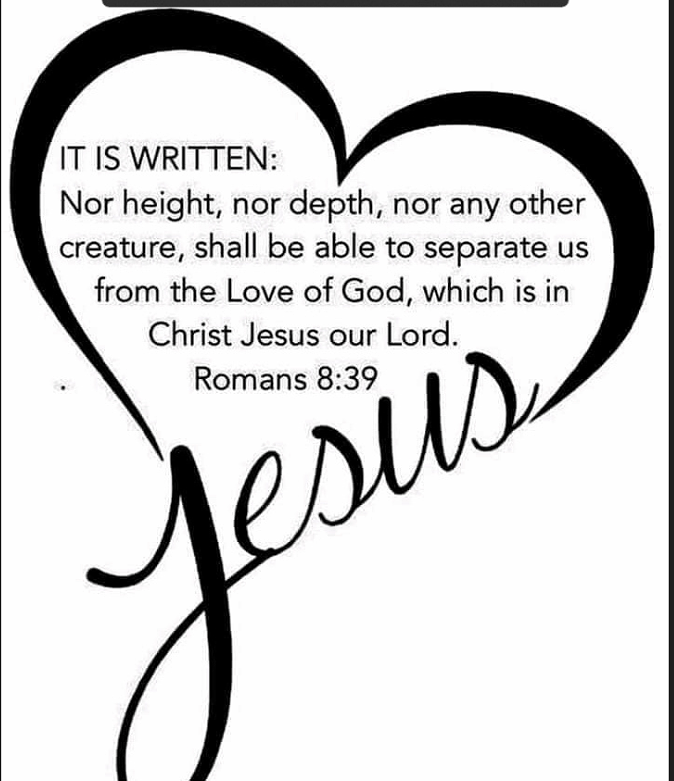 IT IS WRITTEN:
Nor height, nor depth, nor any other
creature, shall be able to separate us
from the Love of God, which is in
Christ Jesus our Lord.
Romans 8:39
Jesus